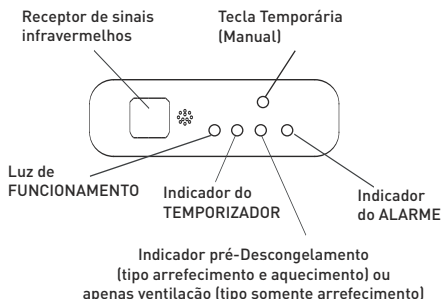 Receptor de sinais
infravermelhos
Tecla Temporária
(Manual)
Luz de
FUNCIONAMENTO
Indicador do
TEMPORIZADOR
Indicador
do ALARME
Indicador pré-Descongelamento
(tipo arrefecimento e aquecimento) ou
apenas ventilação (tipo somente arrefecimento)